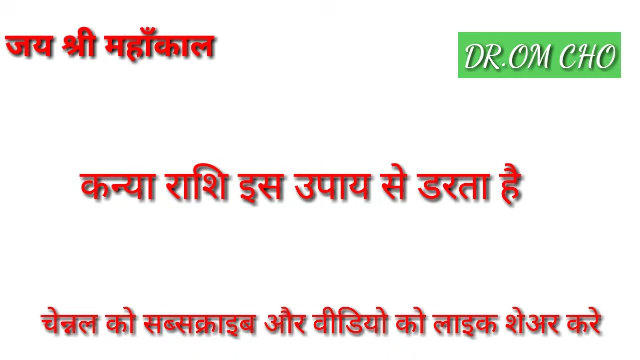 जय श्री महाँकाल
DR.OM CHO
कन्या राशि इस उपाय से डरता है
चेन्नल को सब्सक्राइब और वीडियो को लाइक शेअर करे